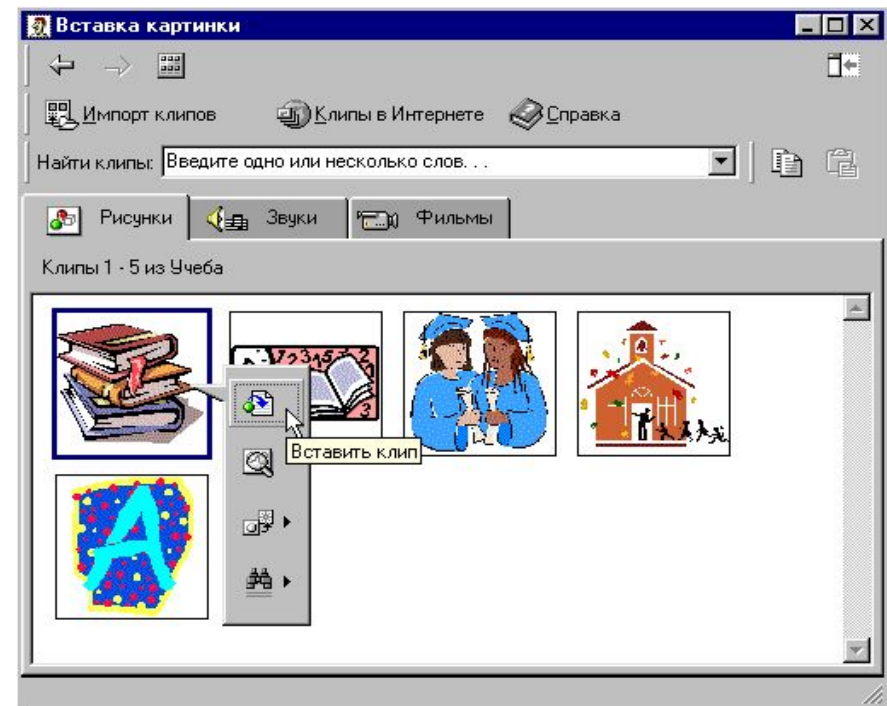 Вставка картинки
Импорт клипов Клипы в Интернете Справка
Найти клипы: Введите одно или несколько слов. . .
Рисунки Звуки Фильмы
Клипы 1 - 5 из Учеба
Вставить клип
A